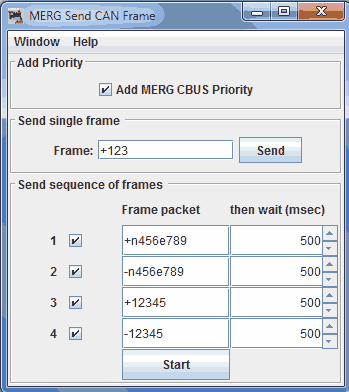 MERG Send CAN Frame
Window Help
Add Priority
Add MERG CBUS Priority
Send single frame
Frame: +123 Send
Send sequence of frames
Frame packet then wait (msec)
1 +n456e789 500
2 -n456e789 500
3 +12345 500
4 -12345 500
Start